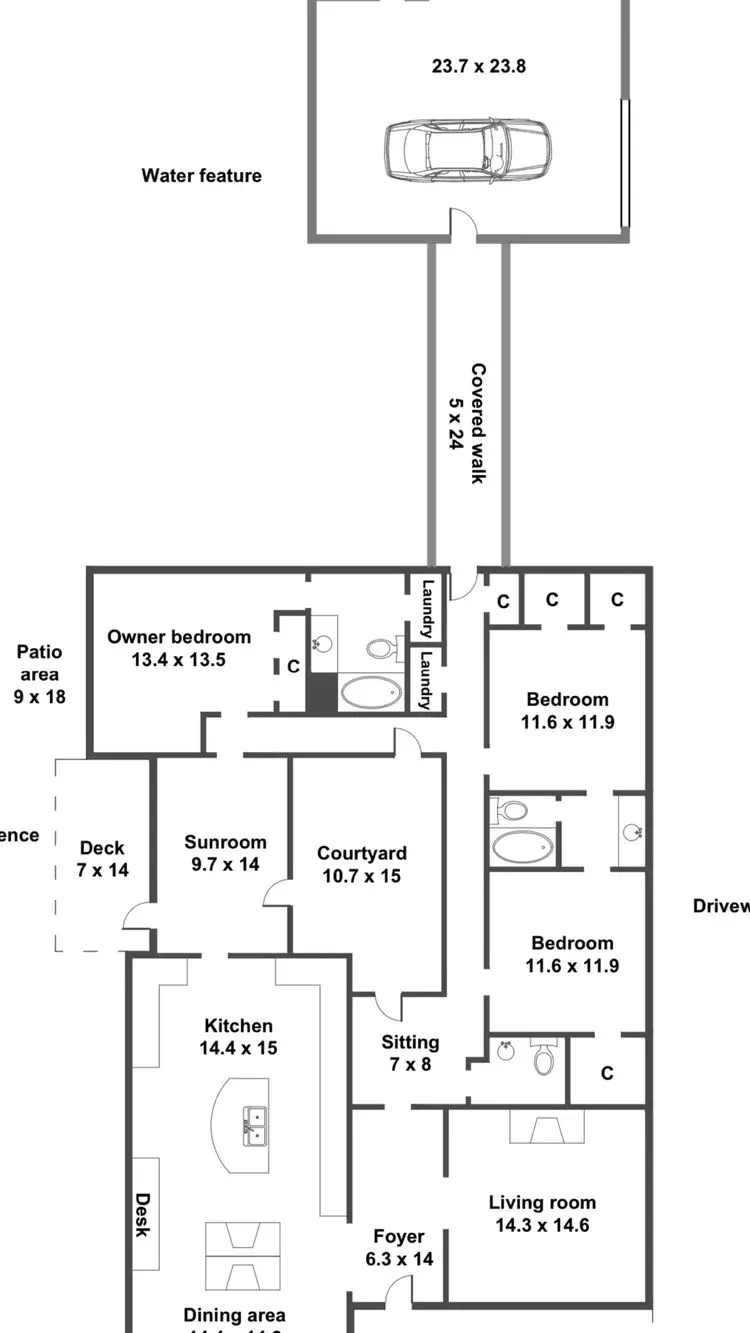 23.7 x 23.8
Water feature
Covered walk
5 x 24
Laundry
C
C
C
Owner bedroom
13.4 x 13.5
C
Laundry
Patio
area
9 x 18
Bedroom
11.6 x 11.9
ence
Deck
7 x 14
Sunroom
9.7 x 14
Courtyard
10.7 x 15
Drivew
Bedroom
11.6 x 11.9
Kitchen
14.4 x 15
Sitting
7 x 8
C
Desk
Living room
14.3 x 14.6
Foyer
6.3 x 14
Dining area